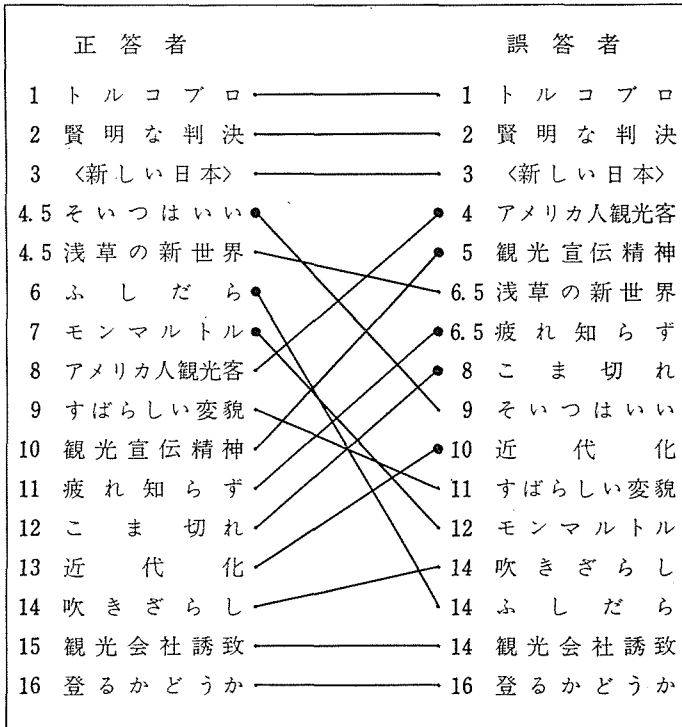 正答者 誤答者
1 トルコブロ 1 トルコブロ
2 賢明な判決 2 賢明な判決
3 〈新しい日本〉 3 〈新しい日本〉
4.5 そいつはいい 4 アメリカ人観光客
4.5 浅草の新世界 5 観光宣伝精神
6 ふしだら 6.5 浅草の新世界
7 モンマルトル 6.5 疲れ知らず
8 アメリカ人観光客 8 こま切れ
9 すばらしい変貌 9 そいつはいい
10 観光宣伝精神 10 近代化
11 疲れ知らず 11 すばらしい変貌
12 こま切れ 12 モンマルトル
13 近代化 14 吹きざらし
14 吹きざらし 14 ふしだら
15 観光会社誘致 14 観光会社誘致
16 登るかどうか 16 登るかどうか